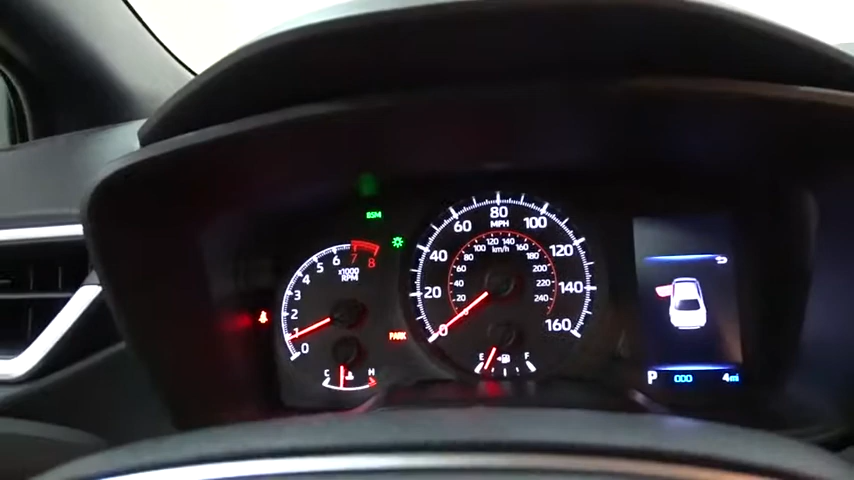 BSM
0 1 2 3 4 5 6 7 8
x1000
RPM
C H
PARK
0 20 40 60 80 100 120 140 160
MPH
20 40 60 80 100 120 140 160 180 200 220 240
km/h
E F
P 000 4mi